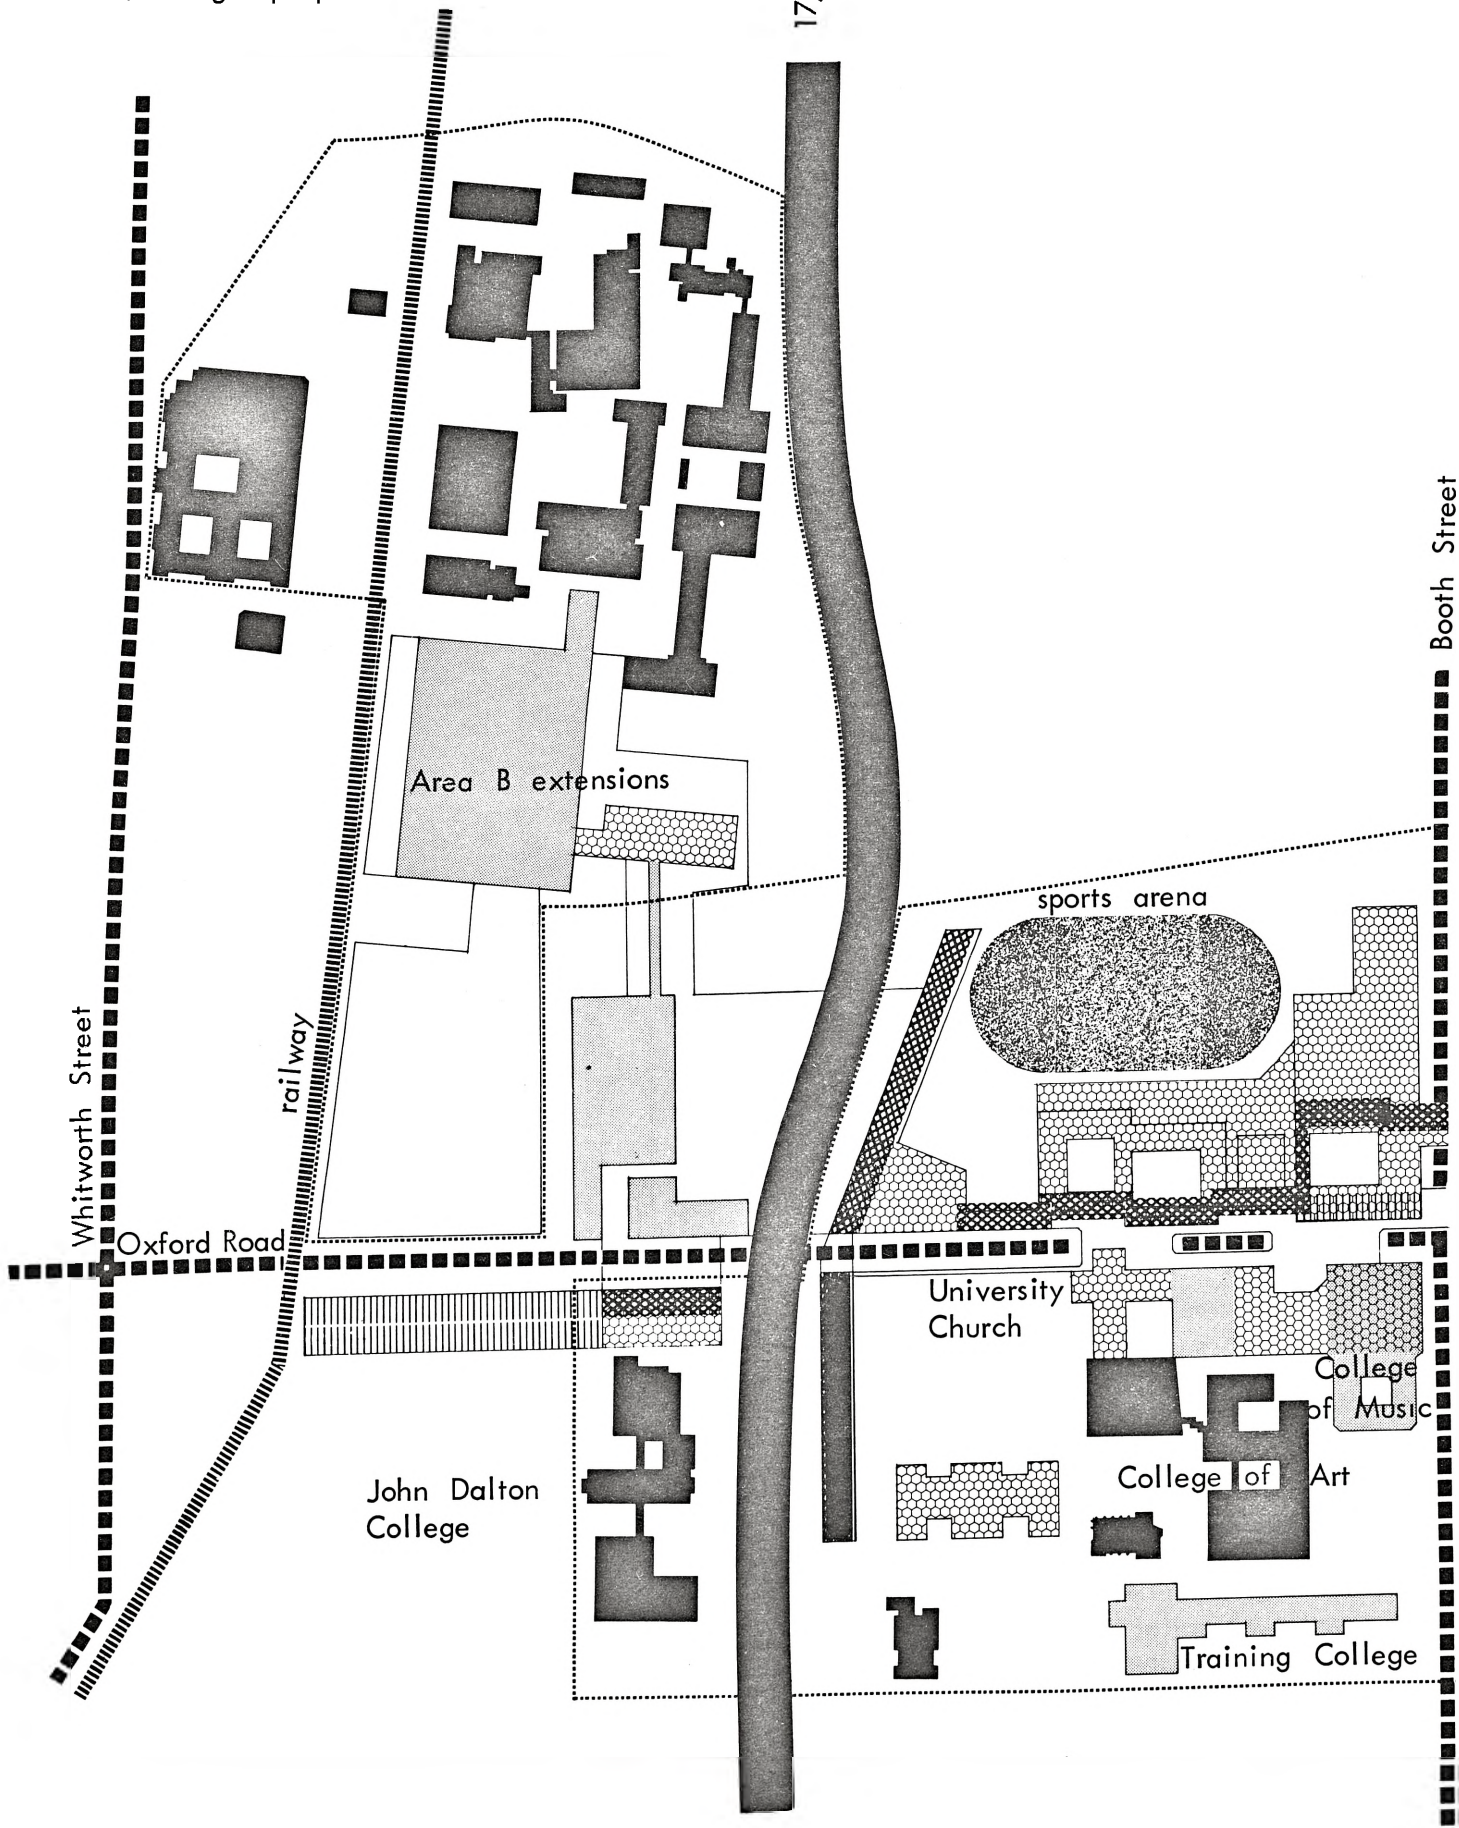 17
Booth Street
Area B extensions
sports arena
Whitworth Street
railway
Oxford Road
University
Church
College
of Music
John Dalton
College
College of Art
Training College